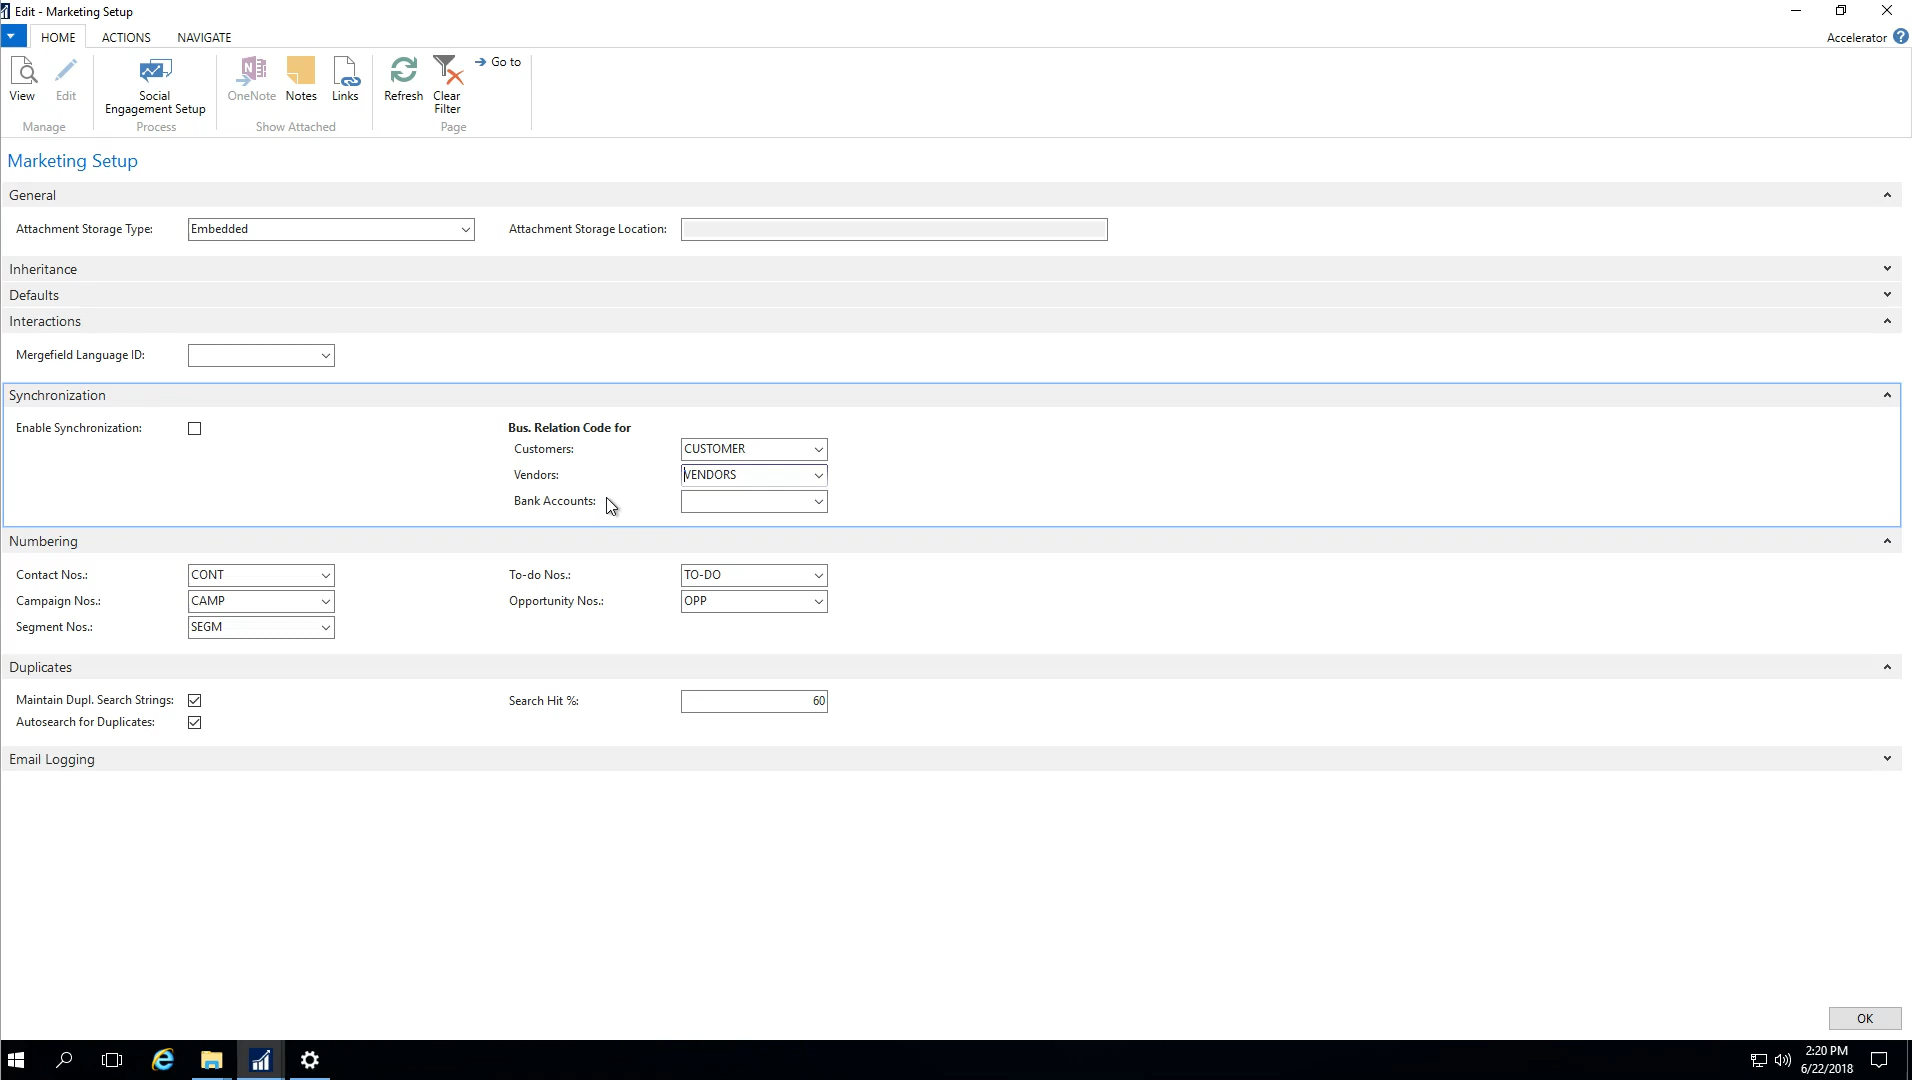 Edit - Marketing Setup
HOME ACTIONS NAVIGATE
Accelerator ?
View Edit
Manage
Social
Engagement Setup
Process
OneNote Notes Links
Show Attached
Refresh Clear
Filter
Go to
Page
Marketing Setup
General
Attachment Storage Type: Embedded Attachment Storage Location:
Inheritance
Defaults
Interactions
Mergefield Language ID:
Synchronization
Enable Synchronization: Bus. Relation Code for
Customers: CUSTOMER
Vendors: VENDORS
Bank Accounts:
Numbering
Contact Nos.: CONT To-do Nos.: TO-DO
Campaign Nos.: CAMP Opportunity Nos.: OPP
Segment Nos.: SEGM
Duplicates
Maintain Dupl. Search Strings: Search Hit %: 60
Autosearch for Duplicates:
Email Logging
OK
2:20 PM
6/22/2018